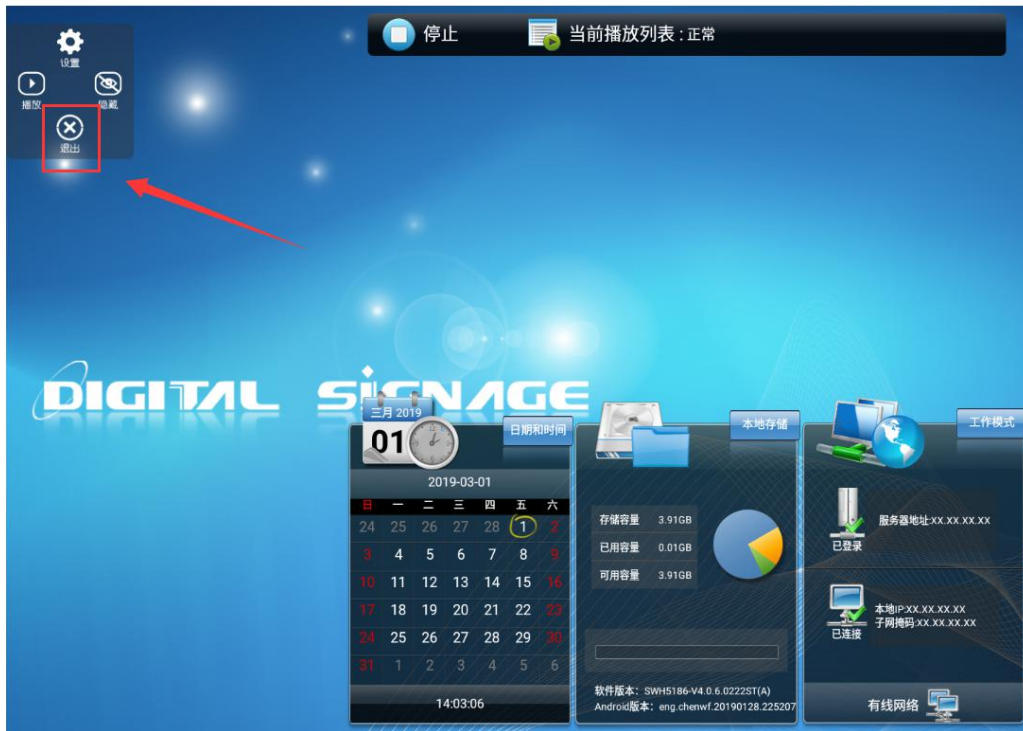 设置
播放
隐藏
退出
停止
当前播放列表 : 正常
DIGITAL SIGNAGE
三月 2019
01
日期和时间
2019-03-01
日 一 二 三 四 五 六
24 25 26 27 28 1 2
3 4 5 6 7 8 9
10 11 12 13 14 15 16
17 18 19 20 21 22 23
24 25 26 27 28 29 30
31 1 2 3 4 5 6
14:03:06
本地存储
存储容量 3.91GB
已用容量 0.01GB
可用容量 3.91GB
软件版本: SWH5186-V4.0.6.0222ST(A)
Android版本: eng.chenwf.20190128.225207
工作模式
服务器地址:XX.XX.XX.XX
已登录
本地IP:XX.XX.XX.XX
子网掩码:XX.XX.XX.XX
已连接
有线网络